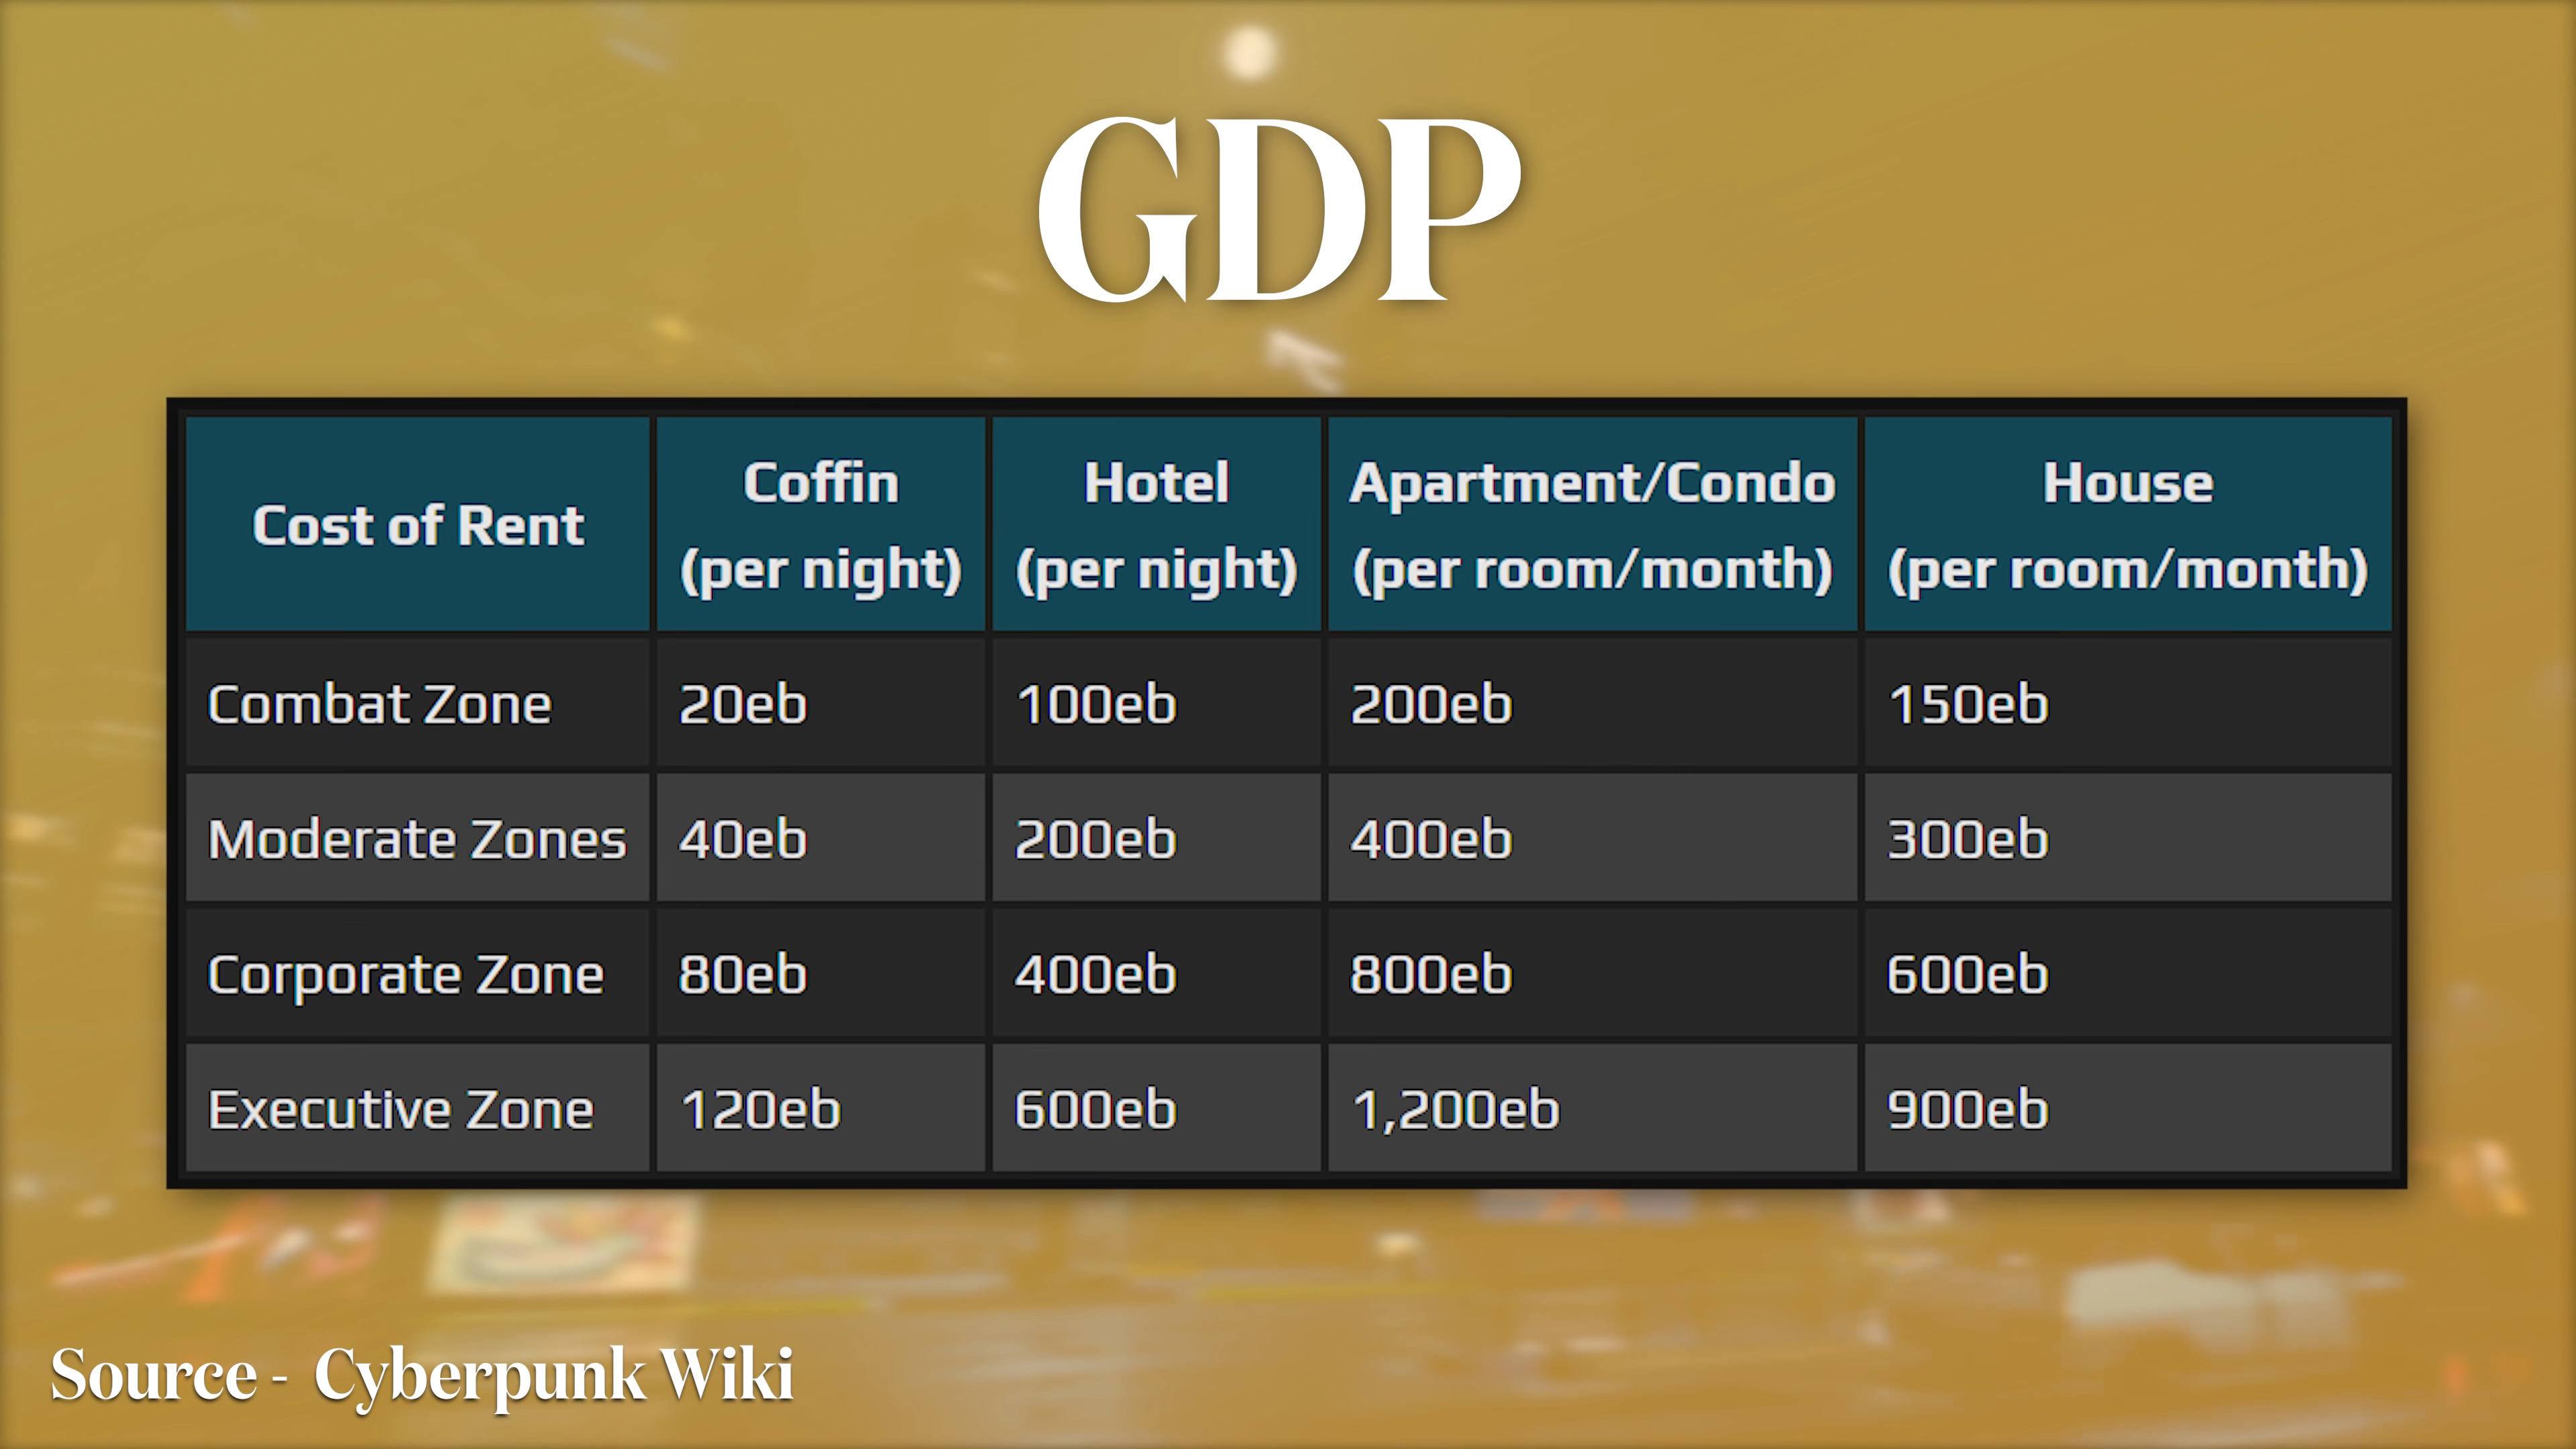 GDP
Cost of Rent
Coffin
(per night)
Hotel
(per night)
Apartment/Condo
(per room/month)
House
(per room/month)
Combat Zone 20eb 100eb 200eb 150eb
Moderate Zones 40eb 200eb 400eb 300eb
Corporate Zone 80eb 400eb 800eb 600eb
Executive Zone 120eb 600eb 1,200eb 900eb
Source - Cyberpunk Wiki